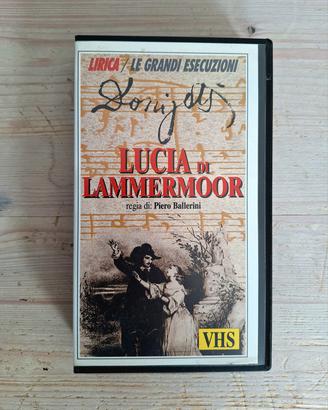 LIRICA / LE GRANDI ESECUZIONI
Donizetti
LUCIA DI
LAMMERMOOR
regia di: Piero Ballerini
VHS